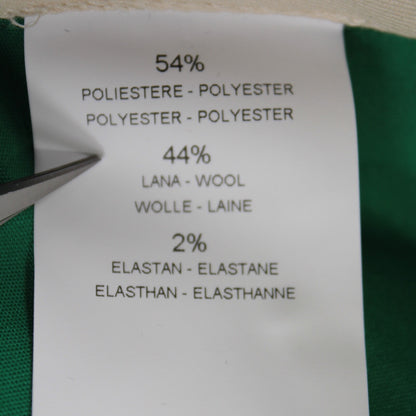 54%
POLIESTERE - POLYESTER
POLYESTER - POLYESTER
44%
LANA - WOOL
WOLLE - LAINE
2%
ELASTAN - ELASTANE
ELASTHAN - ELASTHANNE